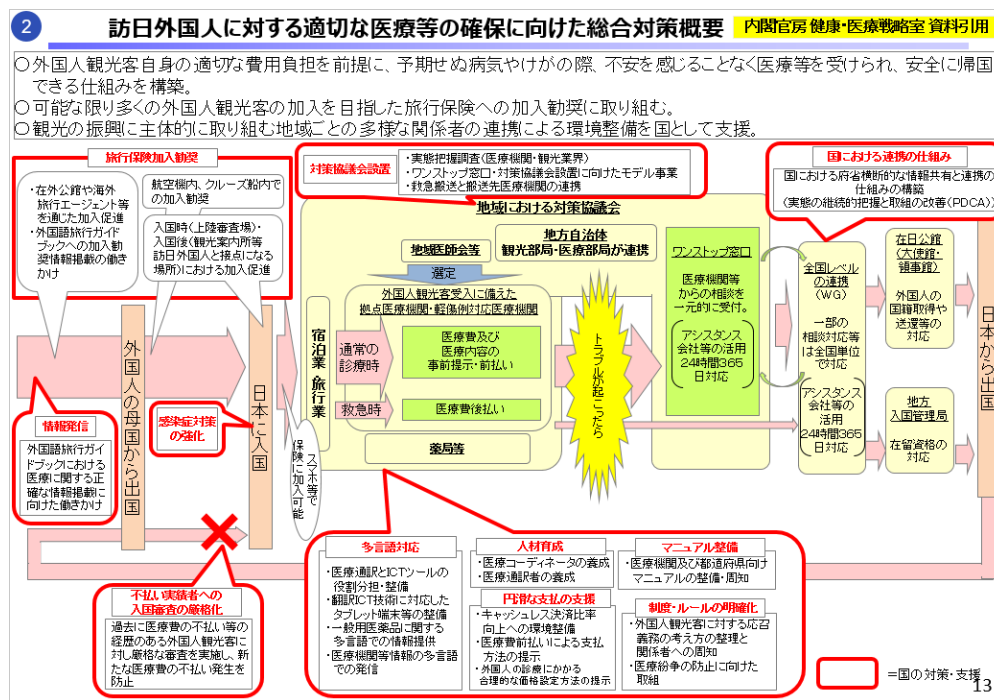 2
訪日外国人に対する適切な医療等の確保に向けた総合対策概要
内閣官房 健康・医療戦略室 資料引用
○外国人観光客自身の適切な費用負担を前提に、予期せぬ病気やけがの際、不安を感じることなく医療等を受けられ、安全に帰国
できる仕組みを構築。
○可能な限り多くの外国人観光客の加入を目指した旅行保険への加入勧奨に取り組む。
○観光の振興に主体的に取り組む地域ごとの多様な関係者の連携による環境整備を国として支援。
旅行保険加入勧奨
・在外公館や海外
旅行エージェント等
を通じた加入促進
・外国語旅行ガイド
ブックへの加入勧
奨情報掲載の働き
かけ
航空機内、クルーズ船内で
の加入勧奨
入国時(上陸審査場)・
入国後(観光案内所等
訪日外国人と接点になる
場所)における加入促進
対策協議会設置
・実態把握調査(医療機関・観光業界)
・ワンストップ窓口・対策協議会設置に向けたモデル事業
・救急搬送と搬送先医療機関の連携
国における連携の仕組み
国における府省横断的な情報共有と連携の
仕組みの構築
(実態の継続的把握と取組の改善(PDCA))
地域における対策協議会
地域医師会等
地方自治体
観光部局・医療部局が連携
選定
外国人観光客受入に備えた
拠点医療機関・軽傷例対応医療機関
通常の
診療時
医療費及び
医療内容の
事前提示・前払い
救急時
医療費後払い
薬局等
宿泊業 旅行業
トラブルが起こったら
ワンストップ窓口
医療機関等
からの相談を
一元的に受付。
アシスタンス
会社等の活用
24時間365
日対応
全国レベル
の連携
(WG)
一部の
相談対応等
は全国単位
で対応
アシスタンス
会社等の
活用
24時間365
日対応
在日公館
(大使館・
領事館)
外国人の
国籍取得や
送還等の
対応
地方
入国管理局
在留資格の
対応
日本から出国
外国人の母国から出国
日本に入国
スマホ等で
保険に加入可能
感染症対策
の強化
情報発信
外国語旅行ガイ
ドブックにおける
医療に関する正
確な情報掲載に
向けた働きかけ
不払い実績者への
入国審査の厳格化
過去に医療費の不払い等の
経歴のある外国人観光客に
対し厳格な審査を実施し、新
たな医療費の不払い発生を
防止
多言語対応
・医療通訳とICTツールの
役割分担・整備
・翻訳ICT技術に対応した
タブレット端末等の整備
・一般用医薬品に関する
多言語での情報提供
・医療機関等情報の多言語
での発信
人材育成
・医療コーディネータの養成
・医療通訳者の養成
円滑な支払の支援
・キャッシュレス決済比率
向上への環境整備
・医療費前払いによる支払
方法の提示
・外国人の診療にかかる
合理的な価格設定方法の提示
マニュアル整備
・医療機関及び都道府県向け
マニュアルの整備・周知
制度・ルールの明確化
・外国人観光客に対する応召
義務の考え方の整理と
関係者への周知
・医療紛争の防止に向けた
取組
=国の対策・支援
13